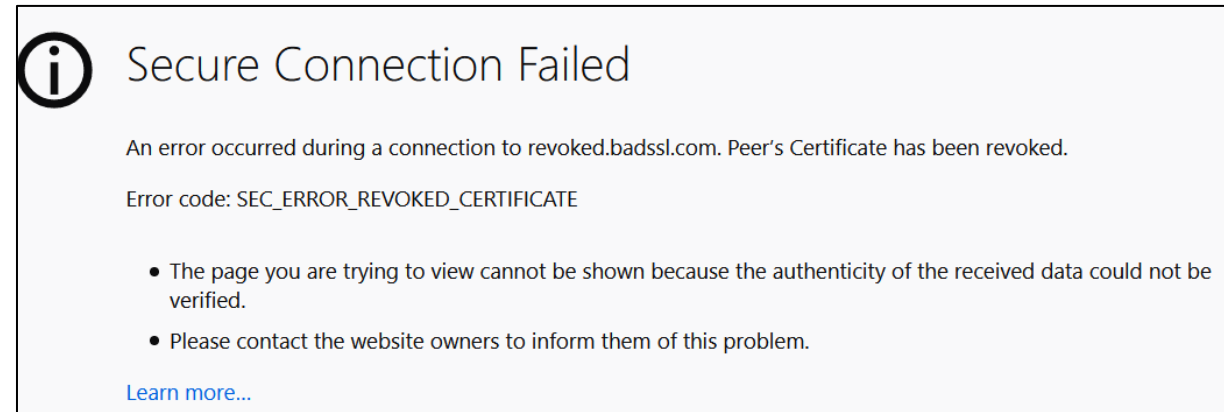 Secure Connection Failed
An error occurred during a connection to revoked.badssl.com. Peer’s Certificate has been revoked.
Error code: SEC_ERROR_REVOKED_CERTIFICATE
• The page you are trying to view cannot be shown because the authenticity of the received data could not be
verified.
• Please contact the website owners to inform them of this problem.
Learn more…